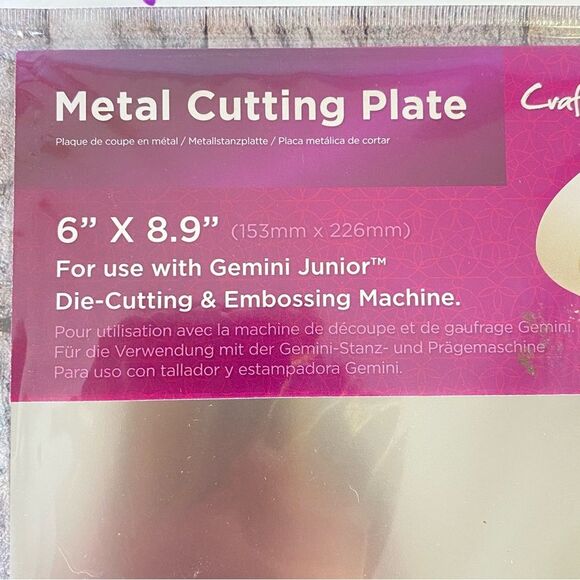 Metal Cutting Plate
Plaque de coupe en métal / Metallstanzplatte / Placa metálica de cortar
6” X 8.9” (153mm x 226mm)
For use with Gemini Junior™
Die-Cutting & Embossing Machine.
Pour utilisation avec la machine de découpe et de gaufrage Gemini.
Für die Verwendung mit der Gemini-Stanz- und Prägemaschine
Para uso con tallador y estampadora Gemini.